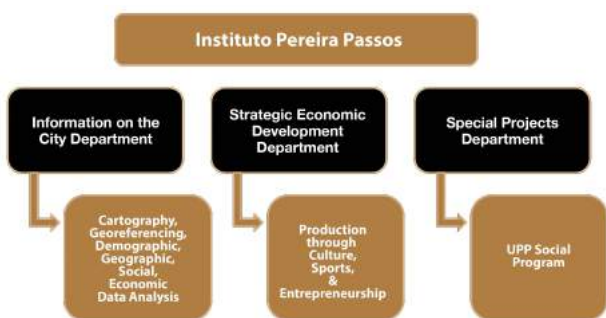 Instituto Pereira Passos
Information on the
City Department
Strategic Economic
Development
Department
Special Projects
Department
Cartography,
Georeferencing,
Demographic,
Geographic,
Social,
Economic
Data Analysis
Production
through
Culture,
Sports,
&
Entrepreneurship
UPP Social
Program